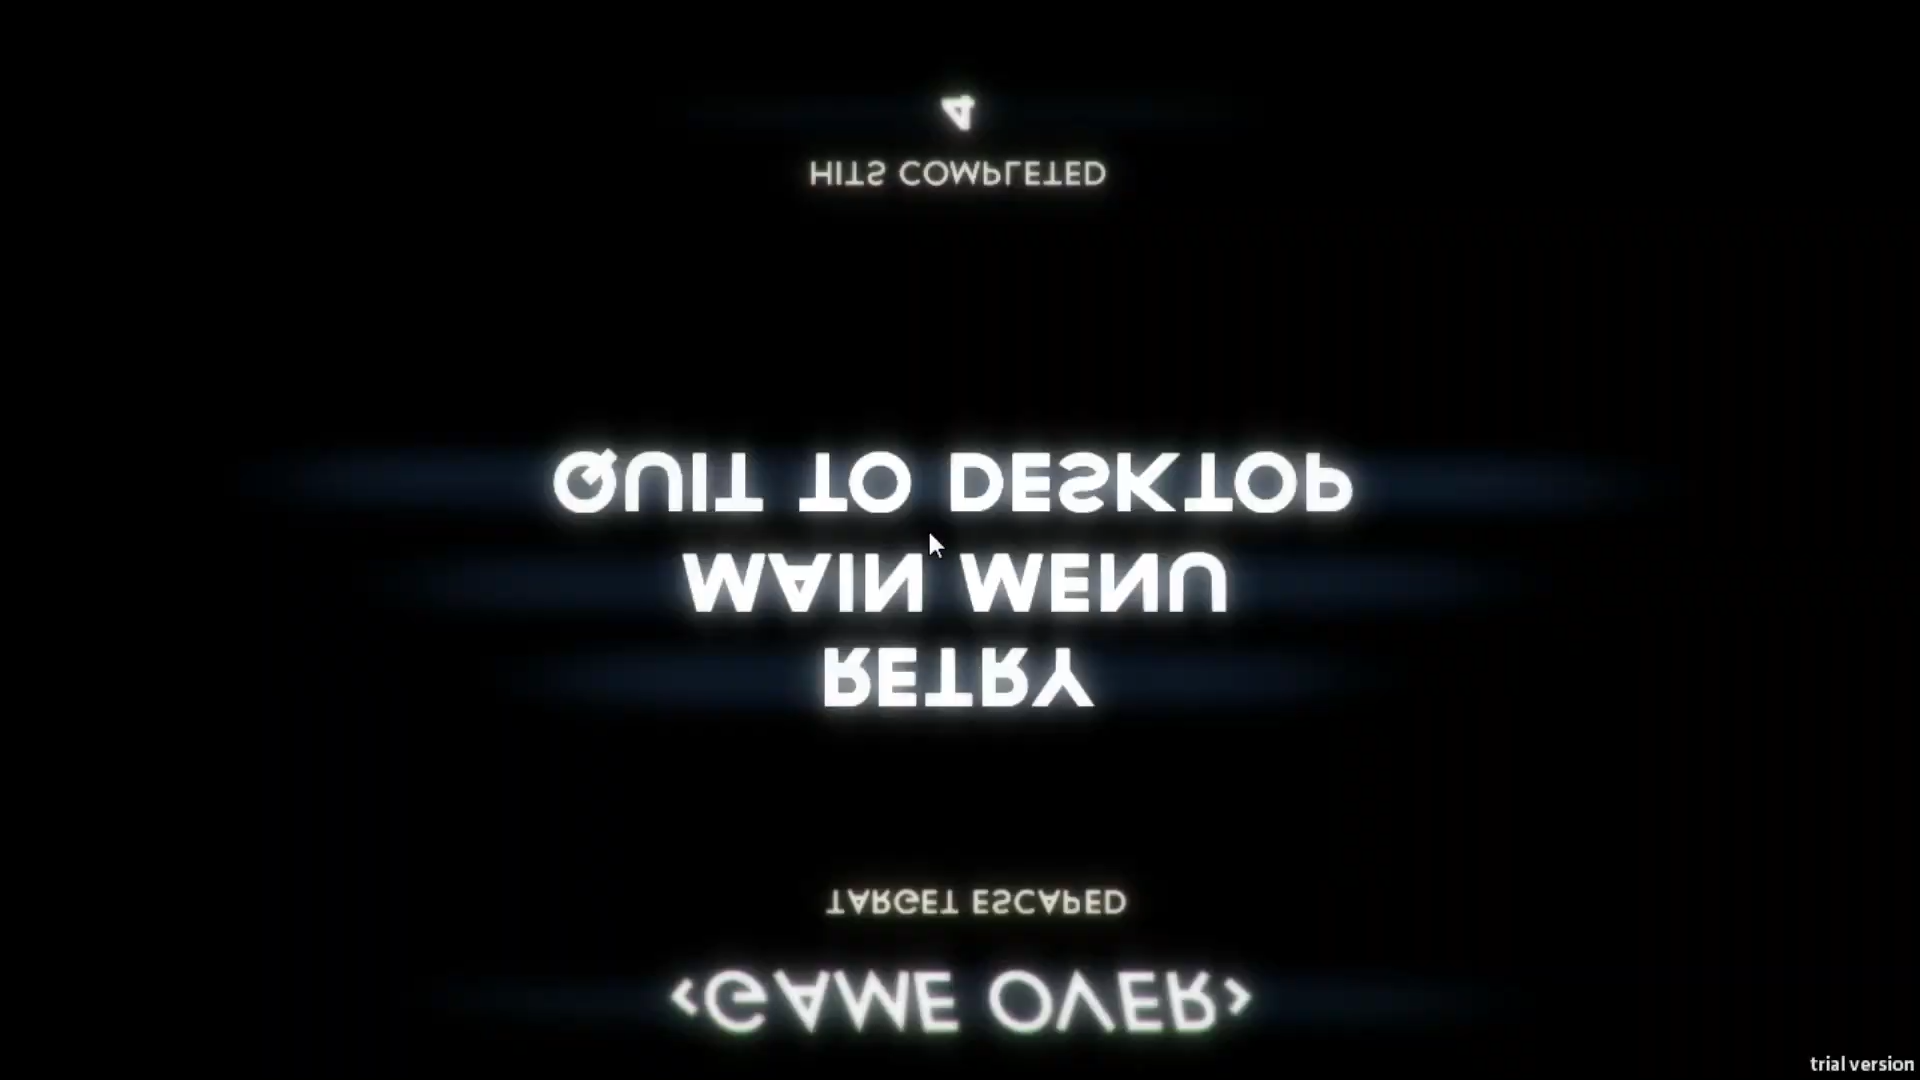 <GAME OVER>
TARGET ESCAPED
RETRY
MAIN MENU
QUIT TO DESKTOP
HITS COMPLETED
4
trial version